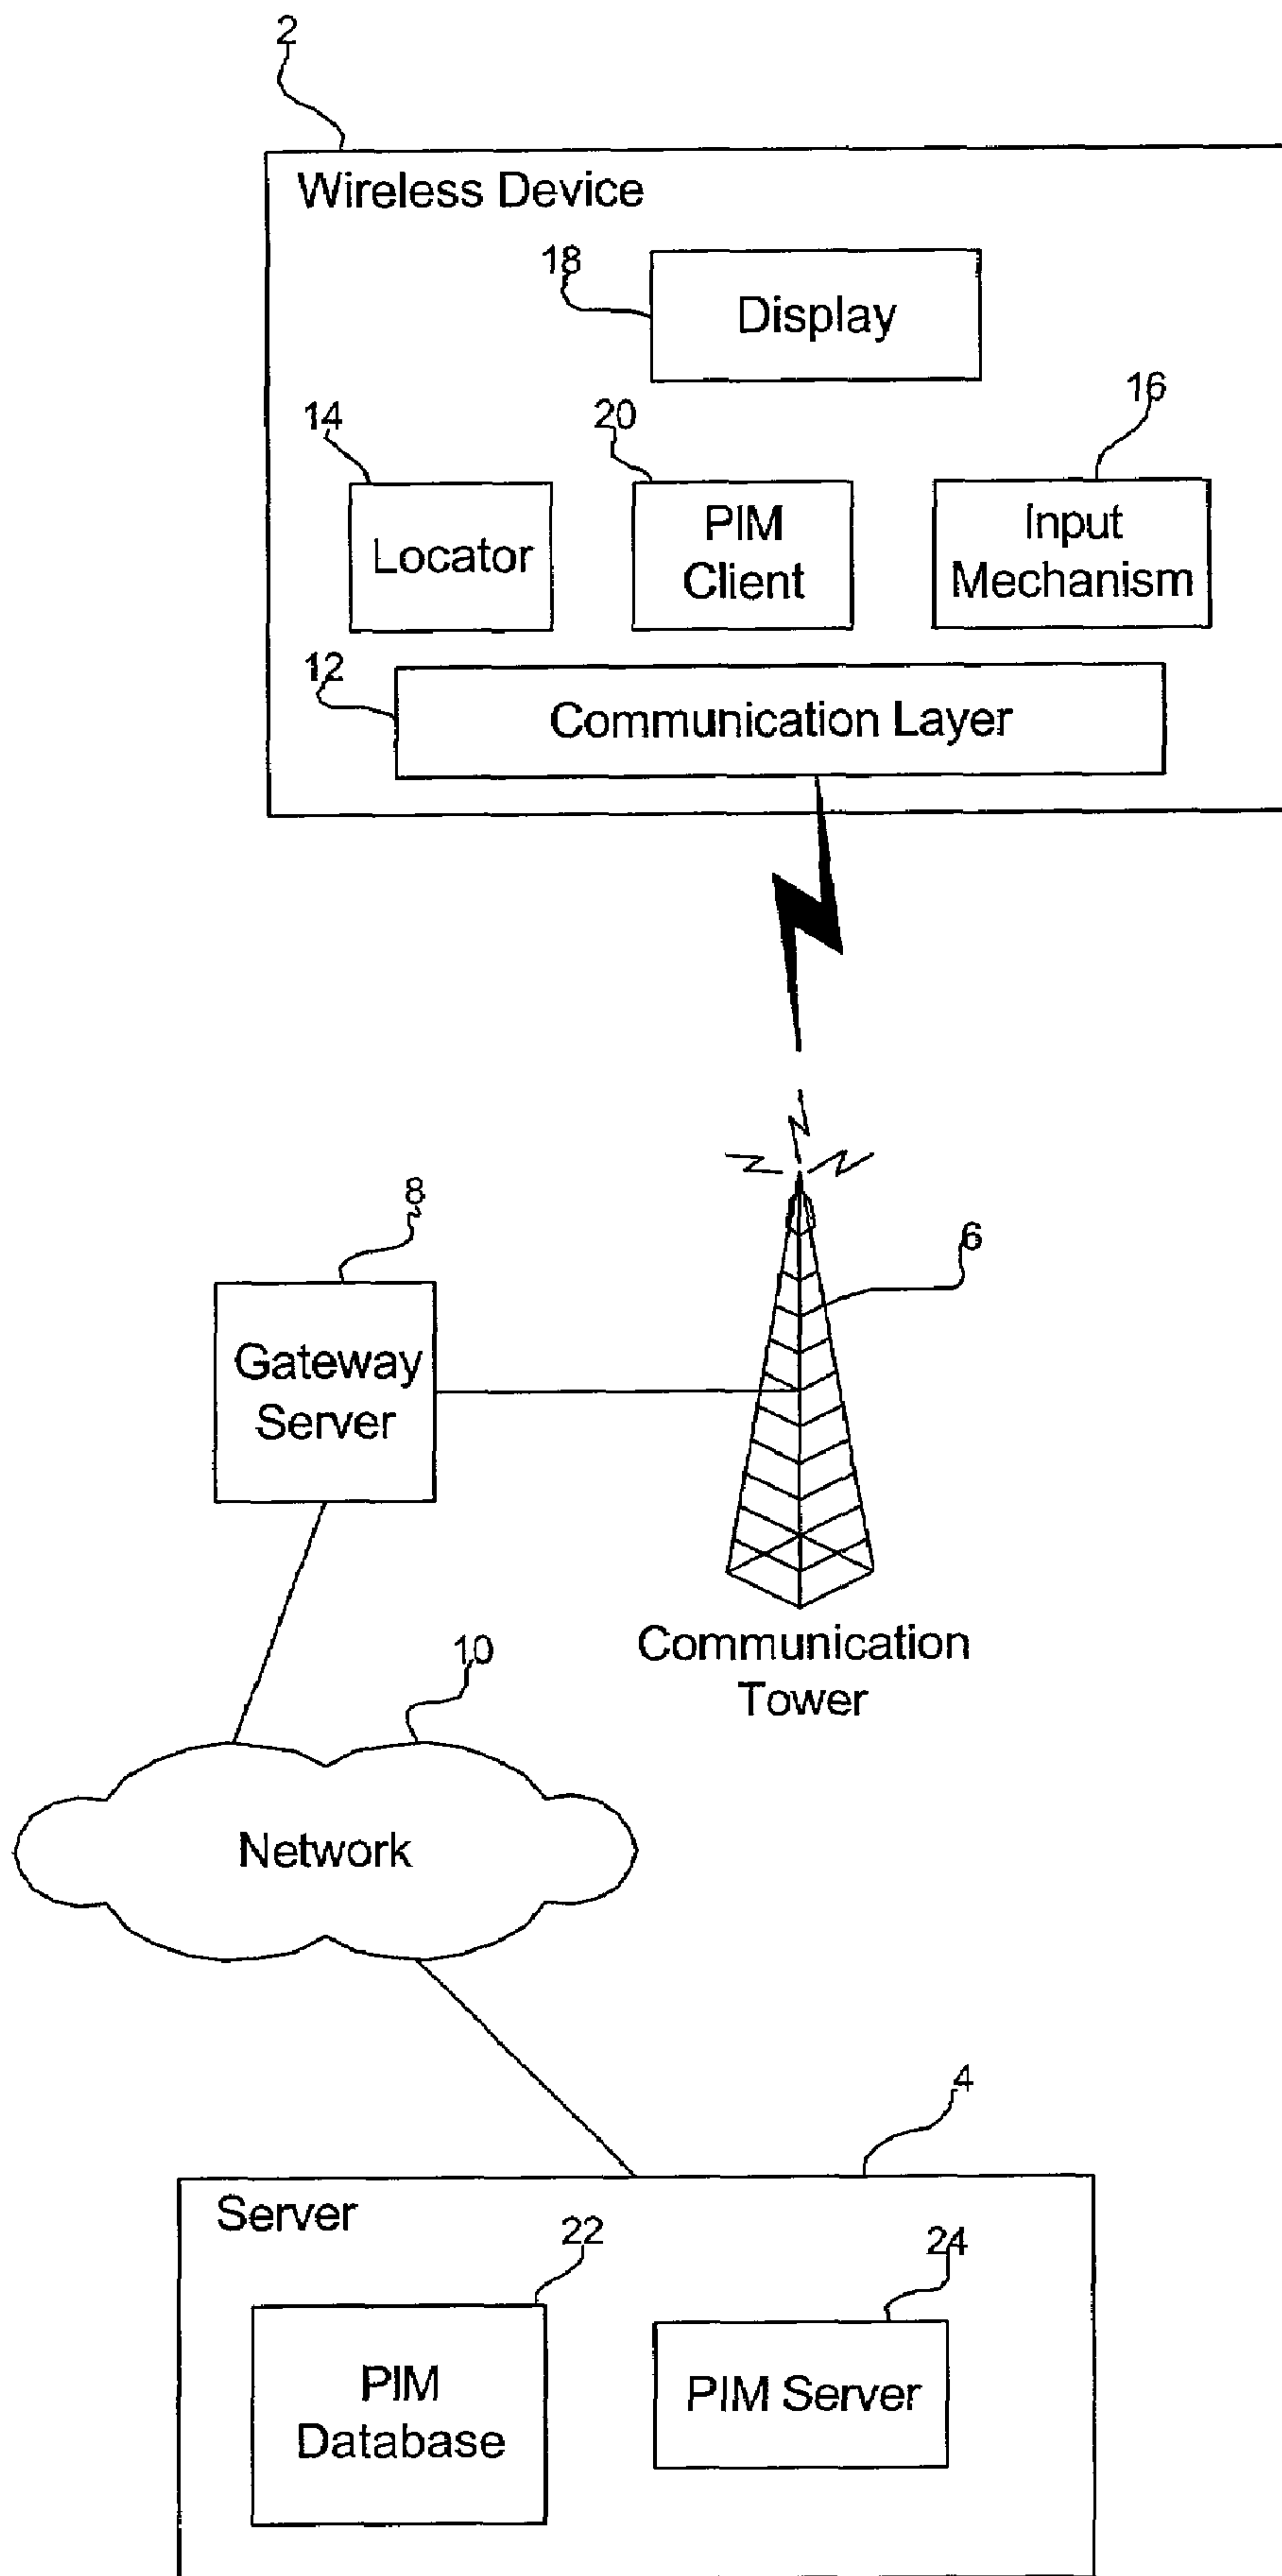 2
Wireless Device
18
Display
14
20
16
Locator
PIM
Client
Input
Mechanism
12
Communication Layer
8
6
Gateway
Server
Communication
Tower
10
Network
4
Server
22
24
PIM
Database
PIM Server